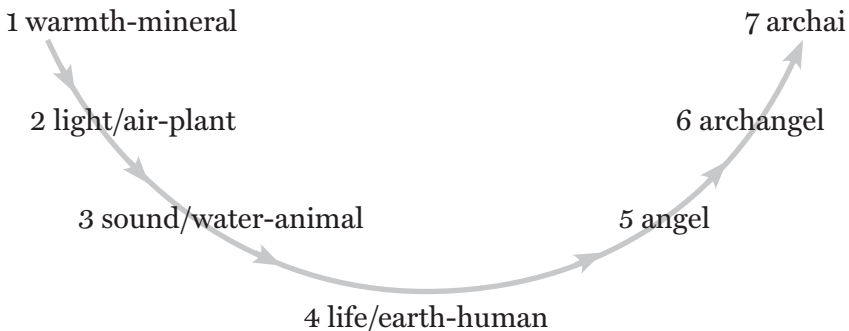 1 warmth-mineral
7 archai
2 light/air-plant
6 archangel
3 sound/water-animal
5 angel
4 life/earth-human